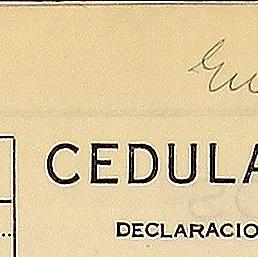 CEDULA
DECLARACIO
..